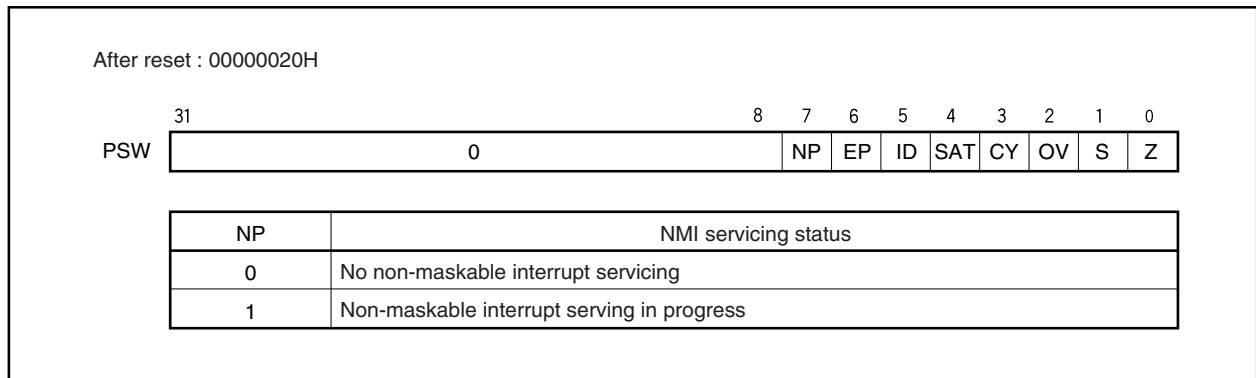 After reset : 00000020H
31 8 7 6 5 4 3 2 1 0
PSW 0 NP EP ID SAT CY OV S Z
NP NMI servicing status
0 No non-maskable interrupt servicing
1 Non-maskable interrupt serving in progress